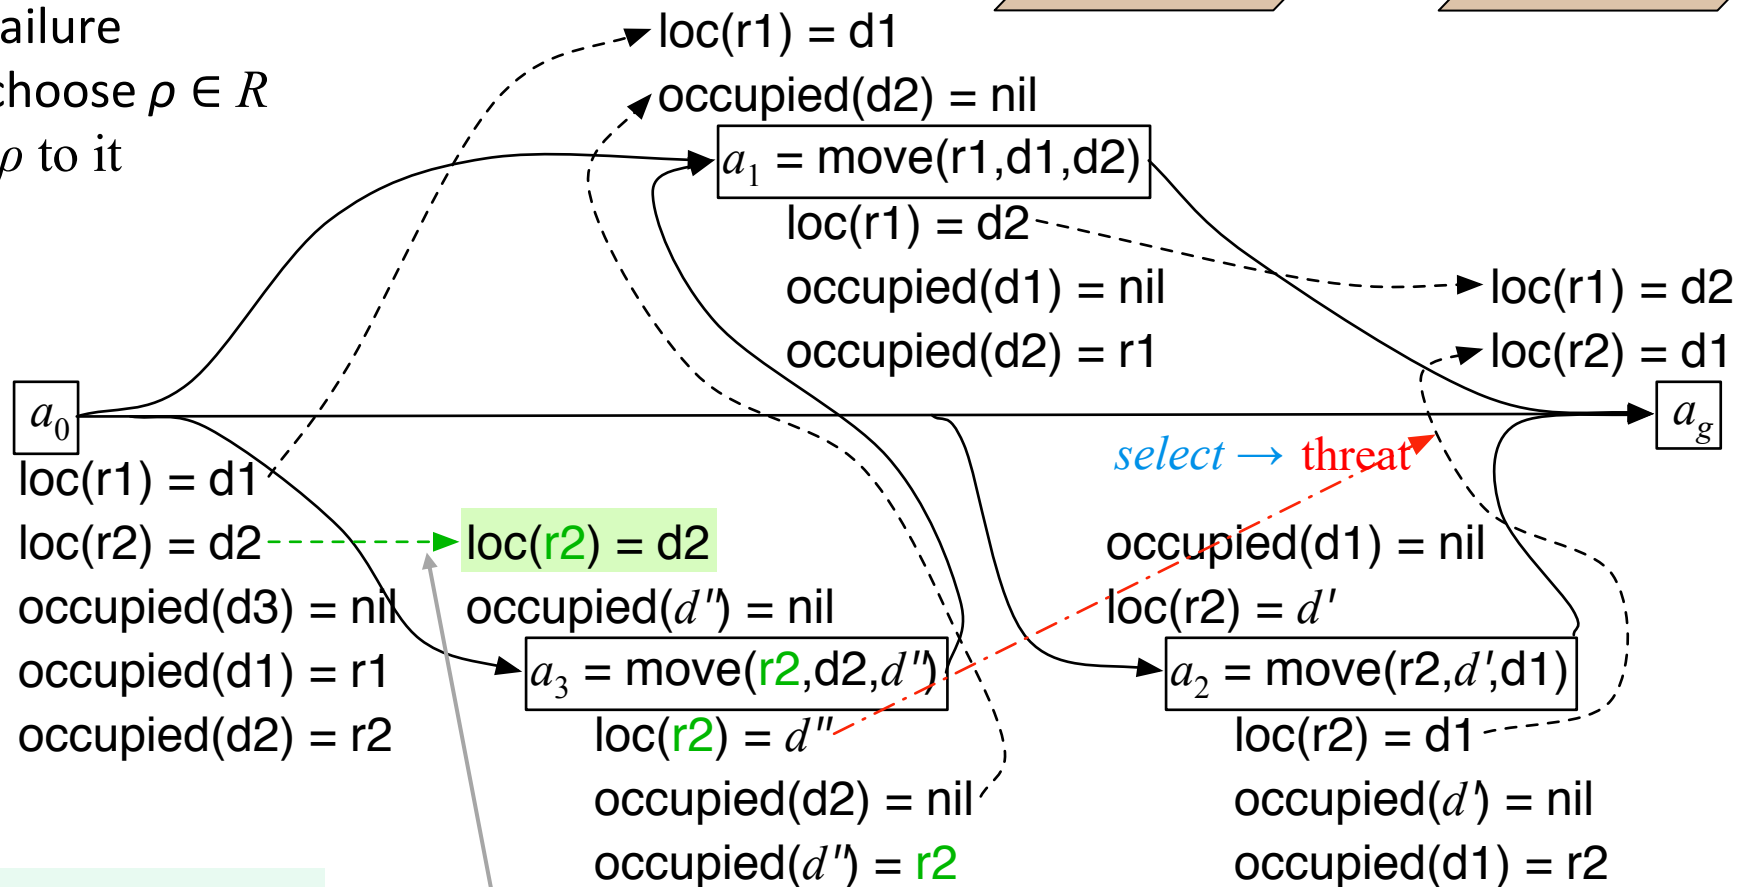 ailure
choose ρ ∈ R
ρ to it
loc(r1) = d1
occupied(d2) = nil
a₁ = move(r1,d1,d2)
loc(r1) = d2
occupied(d1) = nil
occupied(d2) = r1
loc(r1) = d2
loc(r2) = d1
a₀
a_g
loc(r1) = d1
loc(r2) = d2
occupied(d3) = nil
occupied(d1) = r1
occupied(d2) = r2
select → threat
loc(r2) = d2
occupied(d″) = nil
a₃ = move(r2,d2,d″)
loc(r2) = d″
occupied(d2) = nil
occupied(d″) = r2
occupied(d1) = nil
loc(r2) = d′
a₂ = move(r2,d′,d1)
loc(r2) = d1
occupied(d′) = nil
occupied(d1) = r2